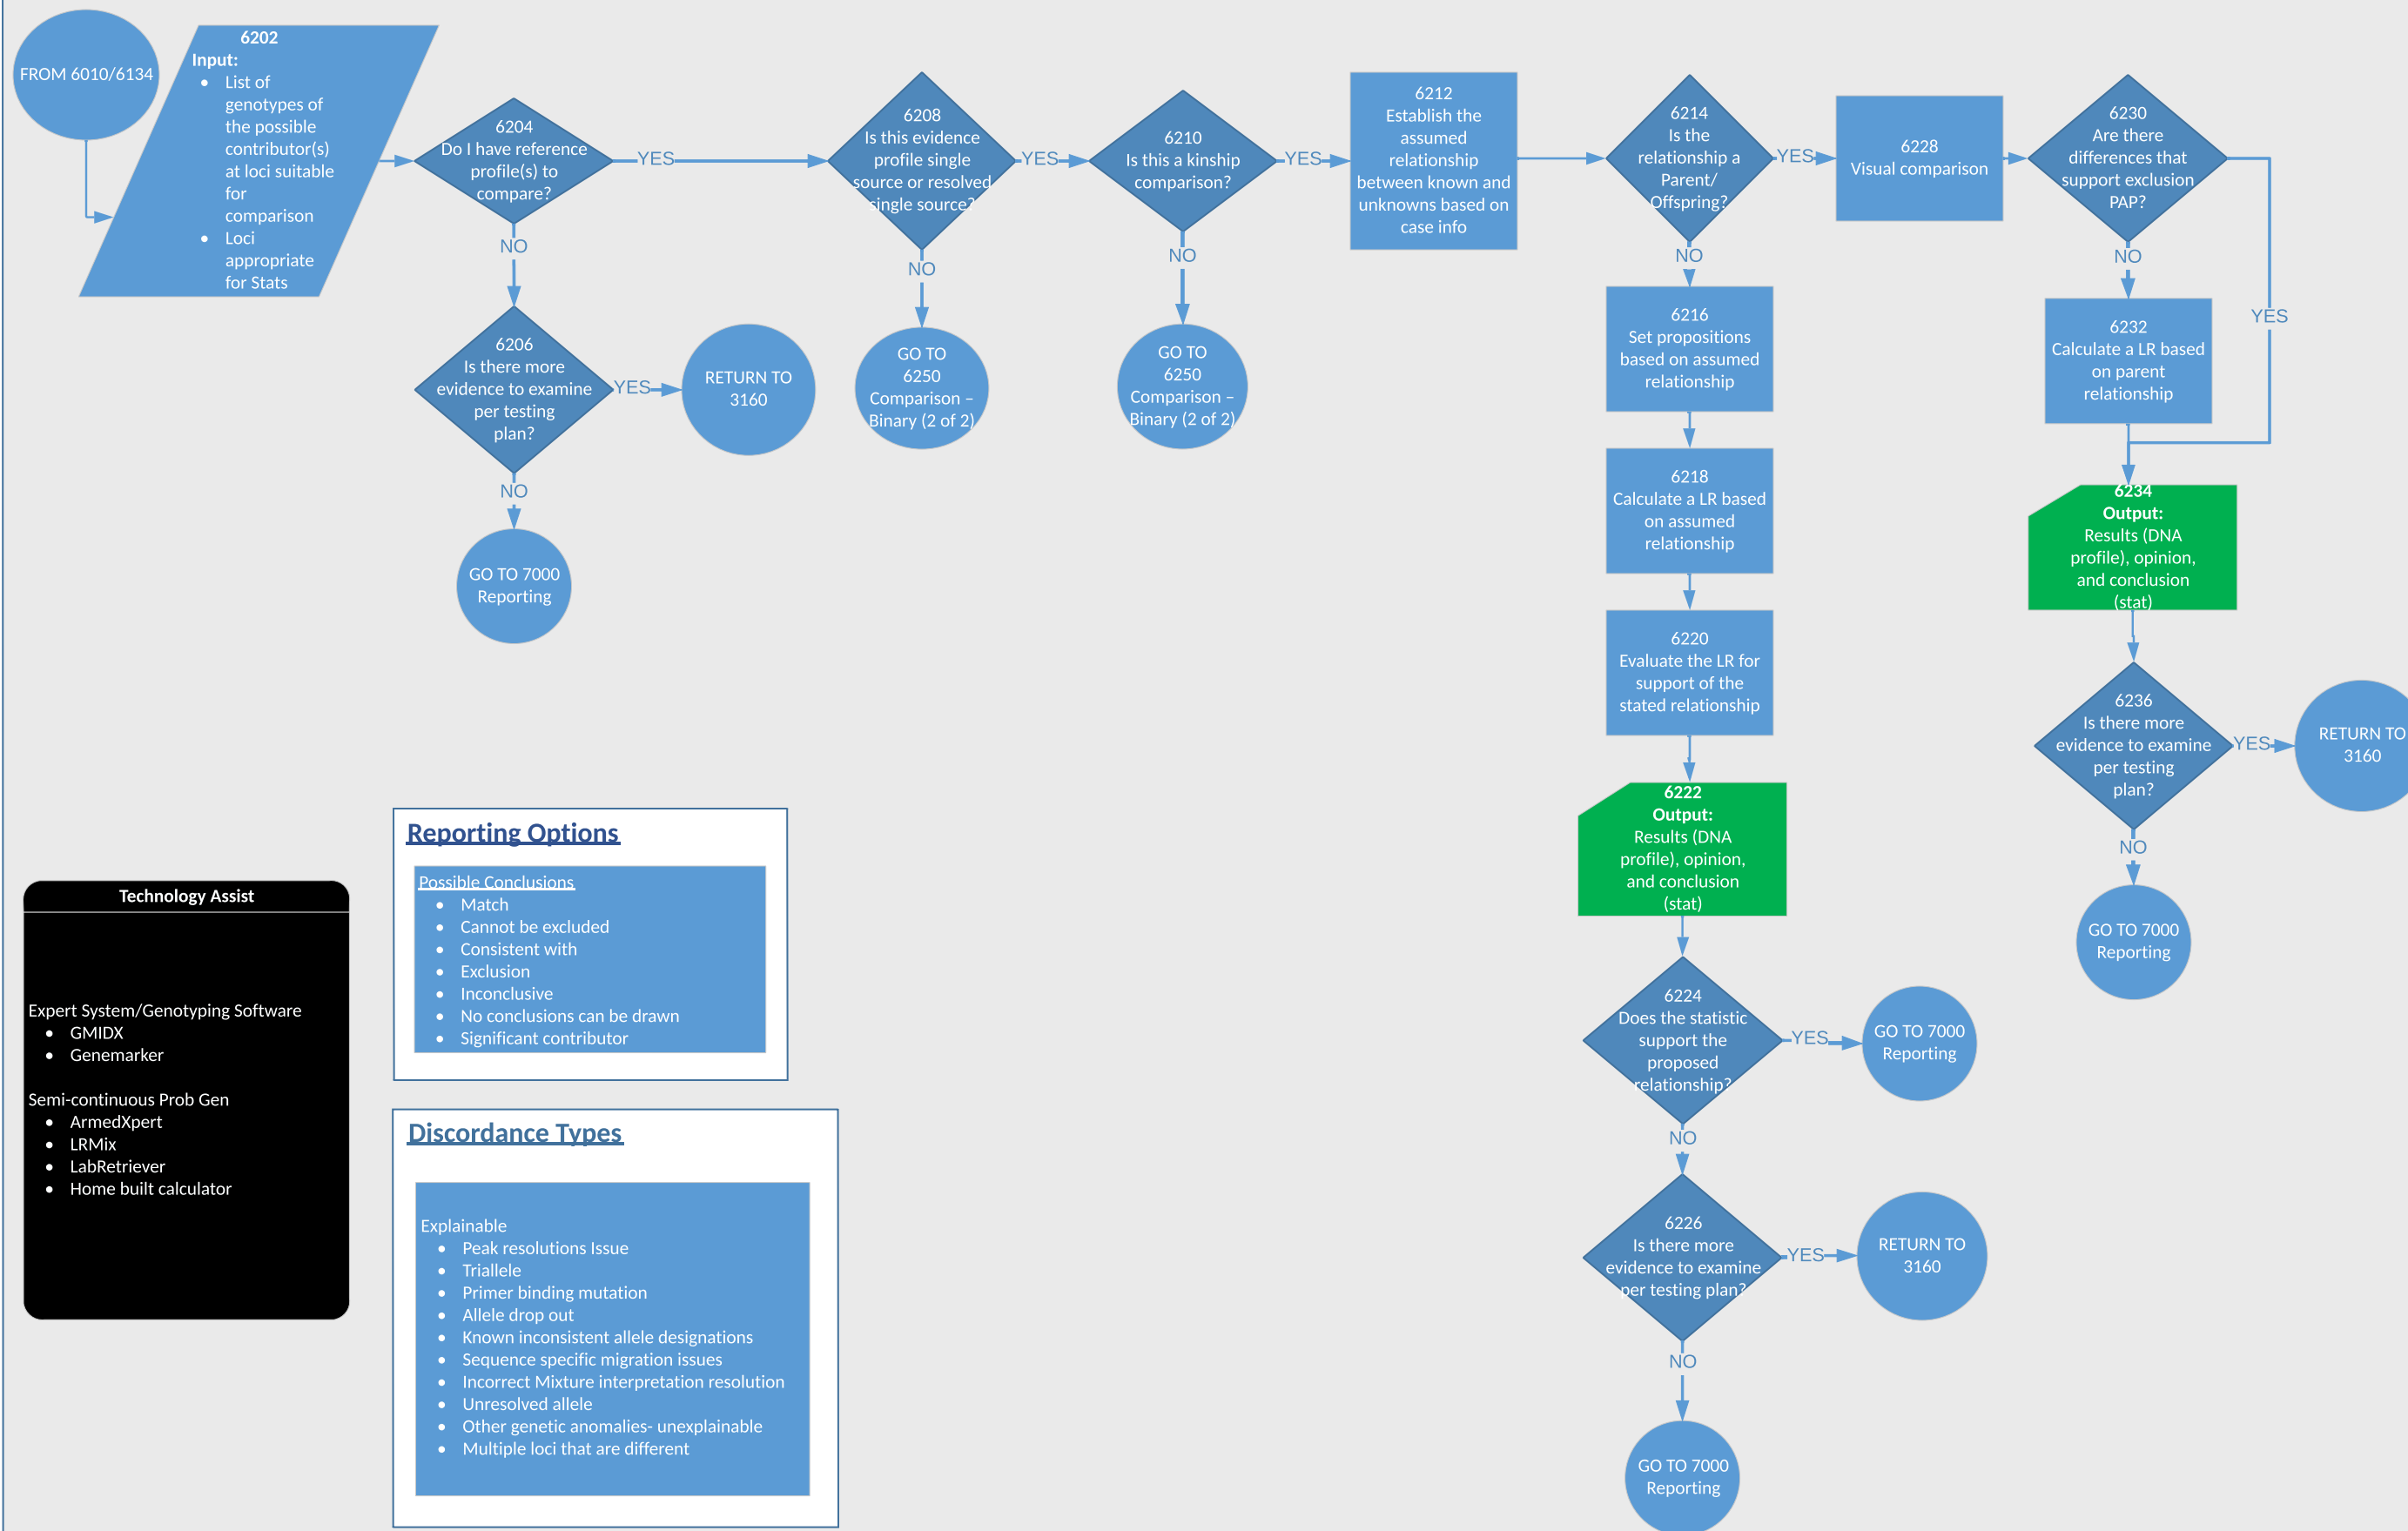 FROM 6010/6134
6202
Input:
• List of
genotypes of
the possible
contributor(s)
at loci suitable
for
comparison
• Loci
appropriate
for Stats
6204
Do I have reference
profile(s) to
compare?
YES
NO
6206
Is there more
evidence to examine
per testing
plan?
YES
RETURN TO
3160
NO
GO TO 7000
Reporting
6208
Is this evidence
profile single
source or resolved
single source?
YES
NO
GO TO
6250
Comparison –
Binary (2 of 2)
6210
Is this a kinship
comparison?
YES
NO
GO TO
6250
Comparison –
Binary (2 of 2)
6212
Establish the
assumed
relationship
between known and
unknowns based on
case info
6214
Is the
relationship a
Parent/
Offspring?
YES
NO
6216
Set propositions
based on assumed
relationship
6218
Calculate a LR based
on assumed
relationship
6220
Evaluate the LR for
support of the
stated relationship
6222
Output:
Results (DNA
profile), opinion,
and conclusion
(stat)
6224
Does the statistic
support the
proposed
relationship?
YES
GO TO 7000
Reporting
NO
6226
Is there more
evidence to examine
per testing plan?
YES
RETURN TO
3160
NO
GO TO 7000
Reporting
6228
Visual comparison
6230
Are there
differences that
support exclusion
PAP?
YES
NO
6232
Calculate a LR based
on parent
relationship
6234
Output:
Results (DNA
profile), opinion,
and conclusion
(stat)
6236
Is there more
evidence to examine
per testing
plan?
YES
RETURN TO
3160
NO
GO TO 7000
Reporting
Technology Assist
Expert System/Genotyping Software
• GMIDX
• Genemarker
Semi-continuous Prob Gen
• ArmedXpert
• LRMix
• LabRetriever
• Home built calculator
Reporting Options
Possible Conclusions
• Match
• Cannot be excluded
• Consistent with
• Exclusion
• Inconclusive
• No conclusions can be drawn
• Significant contributor
Discordance Types
Explainable
• Peak resolutions Issue
• Triallele
• Primer binding mutation
• Allele drop out
• Known inconsistent allele designations
• Sequence specific migration issues
• Incorrect Mixture interpretation resolution
• Unresolved allele
• Other genetic anomalies- unexplainable
• Multiple loci that are different